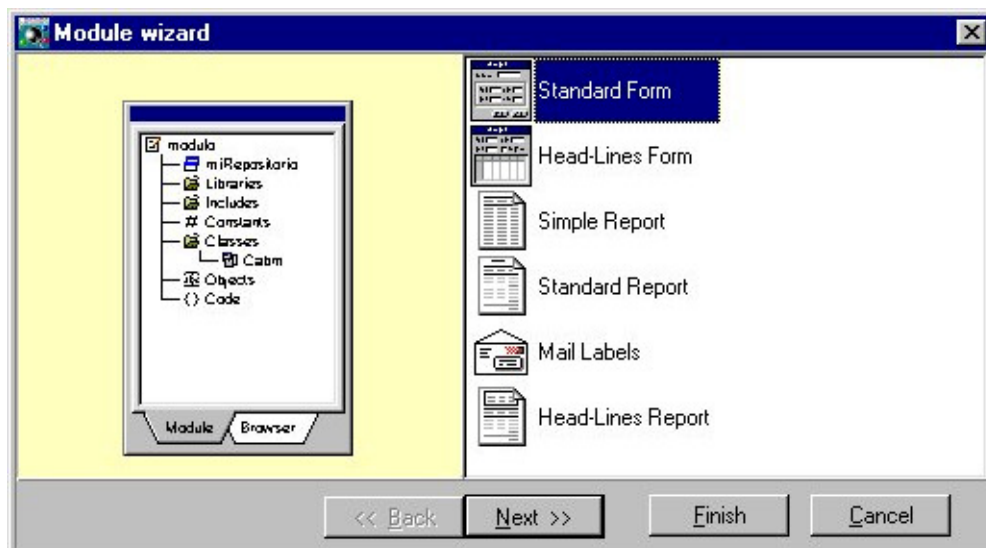 Module wizard
modulo
miRepositorio
Libraries
Includes
# Constants
Classes
Cabm
Objects
{} Code
Module
Browser
Standard Form
Head-Lines Form
Simple Report
Standard Report
Mail Labels
Head-Lines Report
<< Back
Next >>
Finish
Cancel